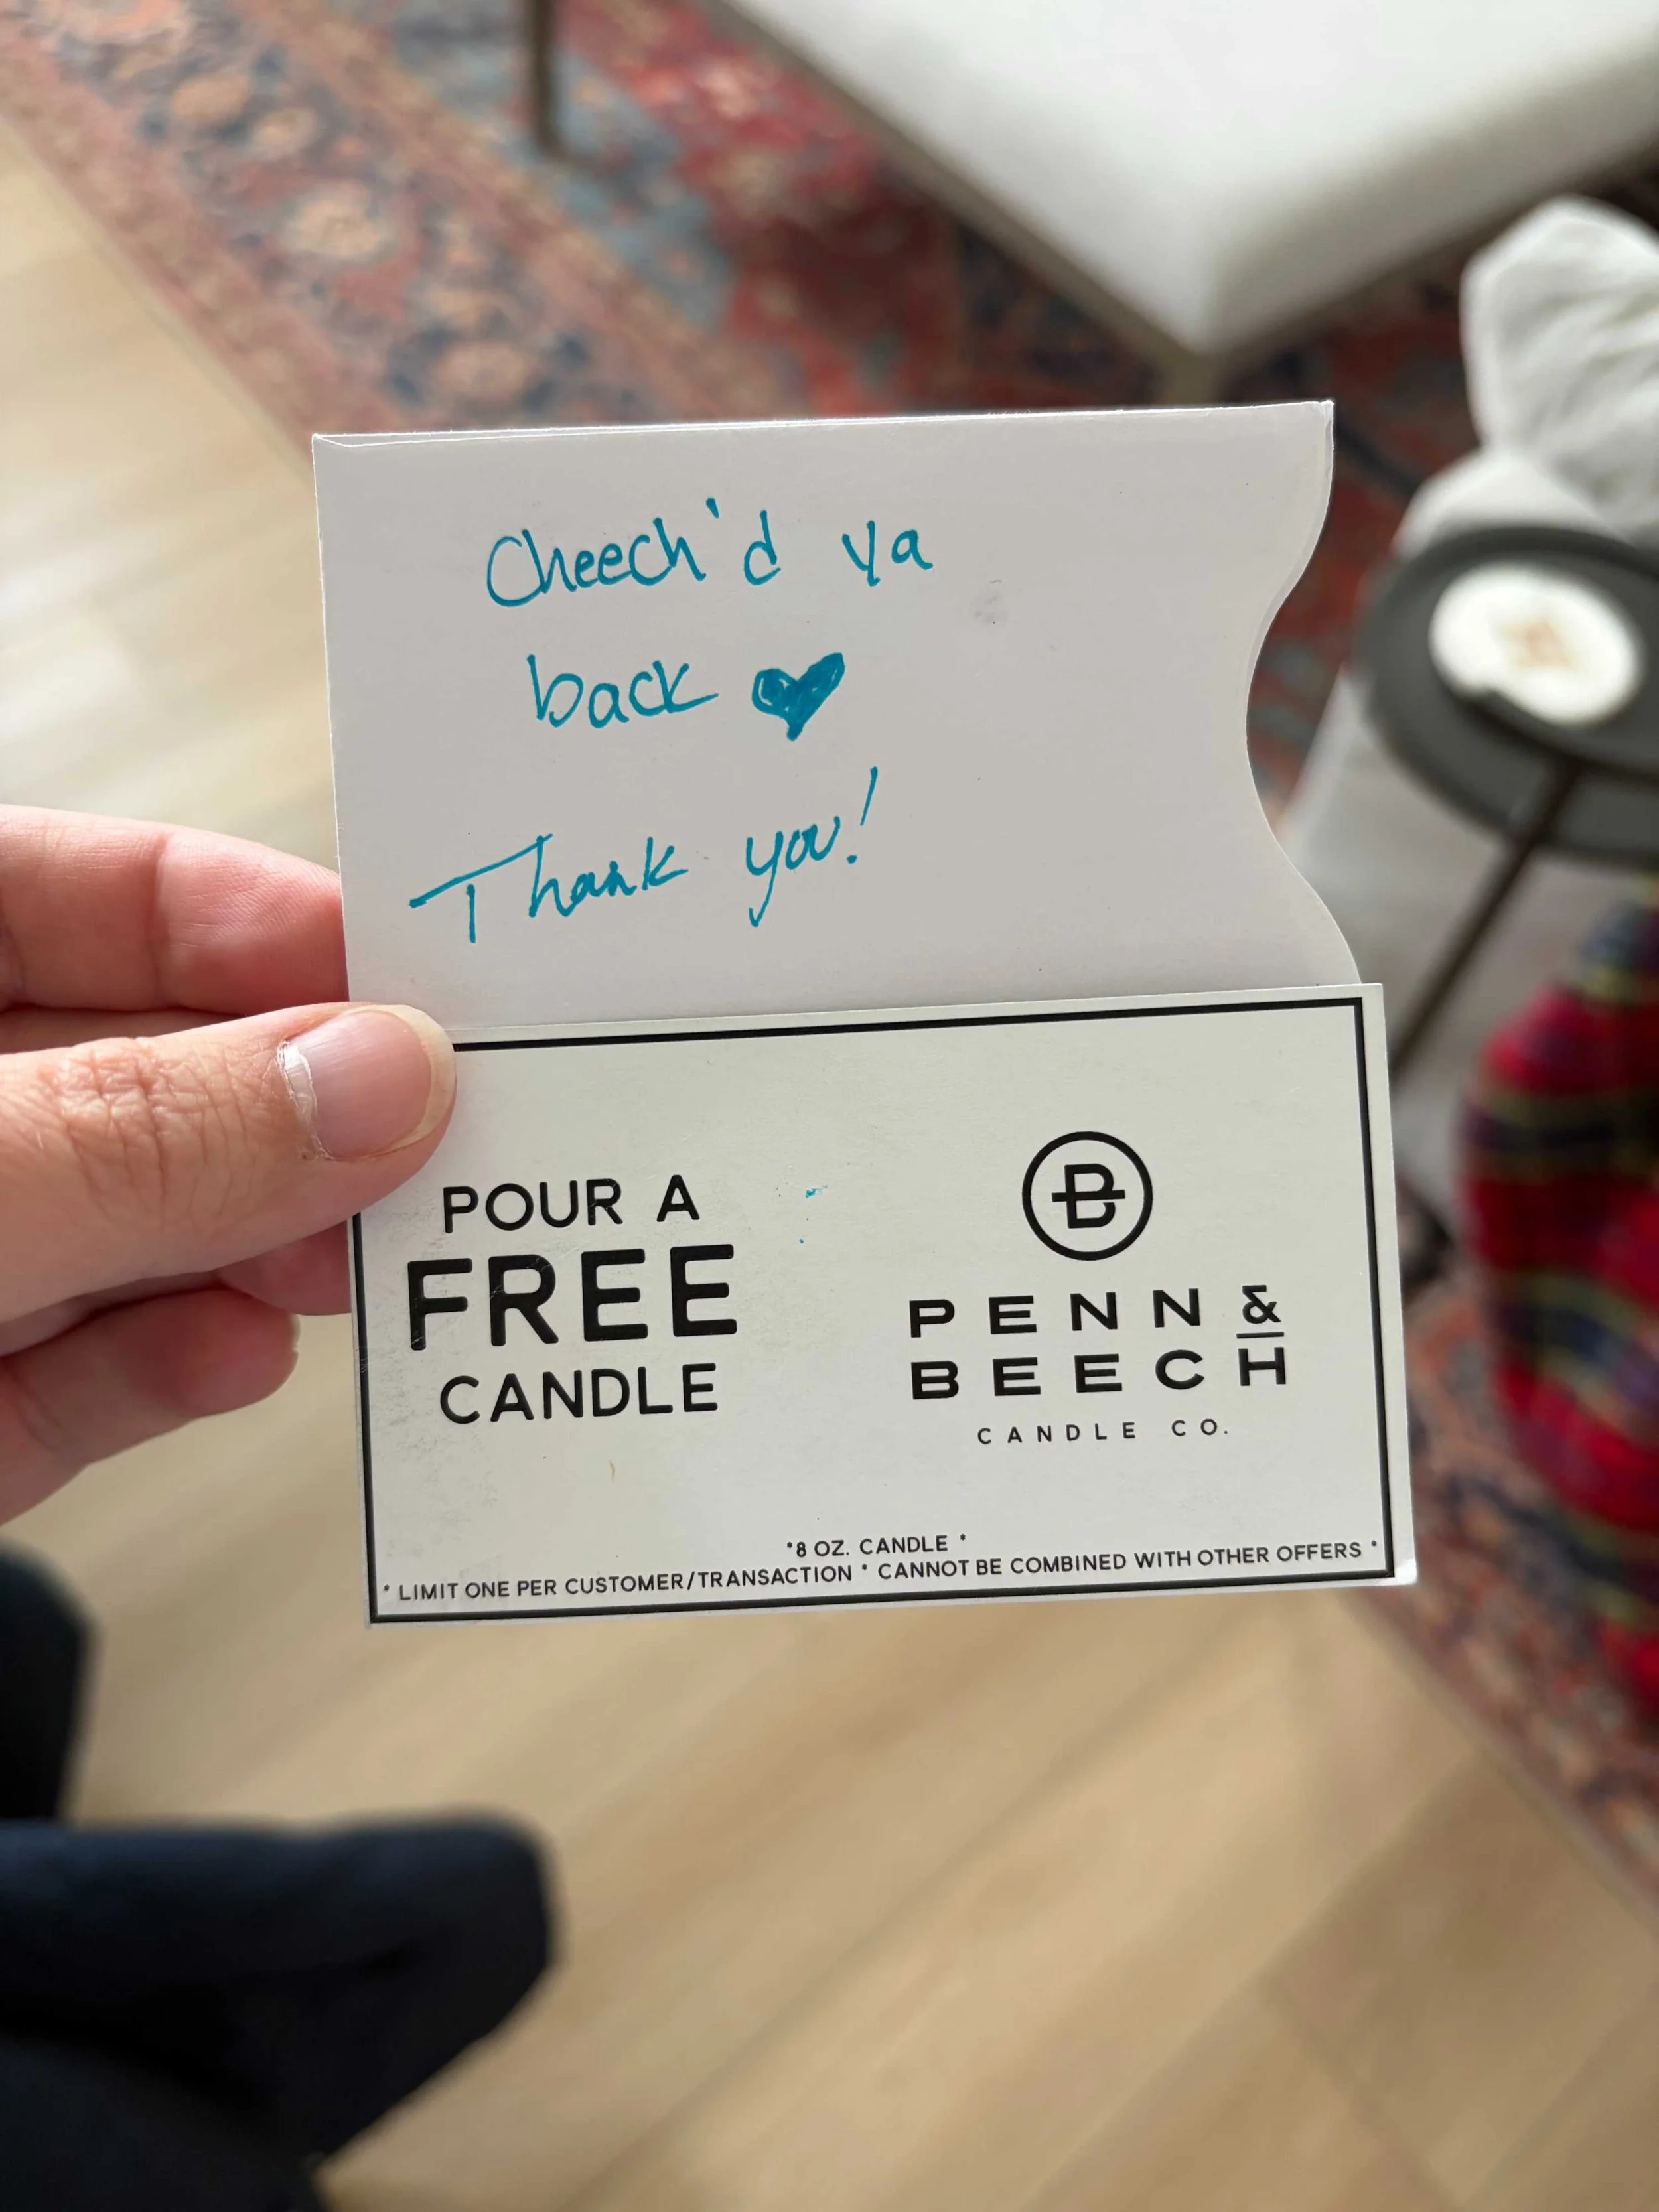 Cheech'd ya
back
Thank you!
POUR A
FREE
CANDLE
B
PENN &
BEECH
CANDLE CO.
*8 OZ. CANDLE *
* LIMIT ONE PER CUSTOMER/TRANSACTION * CANNOT BE COMBINED WITH OTHER OFFERS *